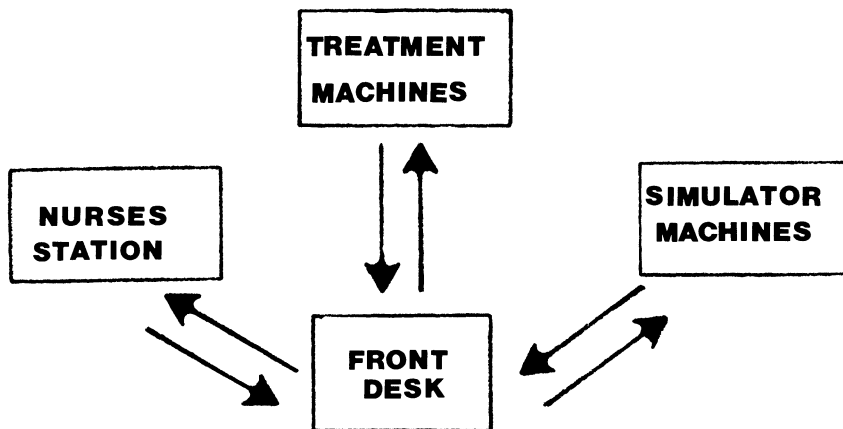 TREATMENT
MACHINES
NURSES
STATION
SIMULATOR
MACHINES
FRONT
DESK